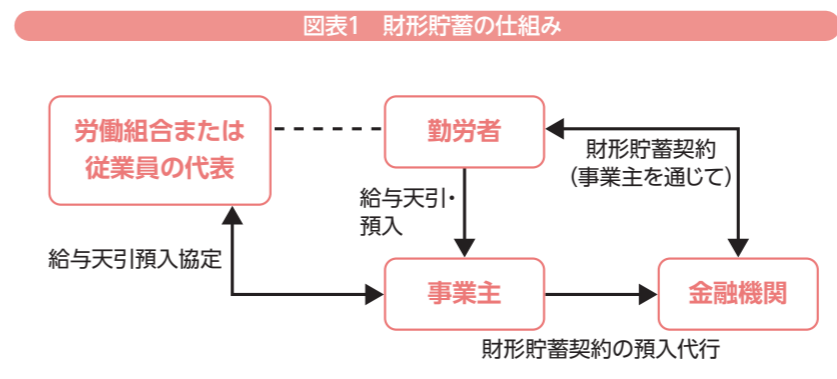 図表1　財形貯蓄の仕組み
労働組合または
従業員の代表
勤労者
財形貯蓄契約
（事業主を通じて）
給与天引・
預入
給与天引預入協定
事業主
金融機関
財形貯蓄契約の預入代行